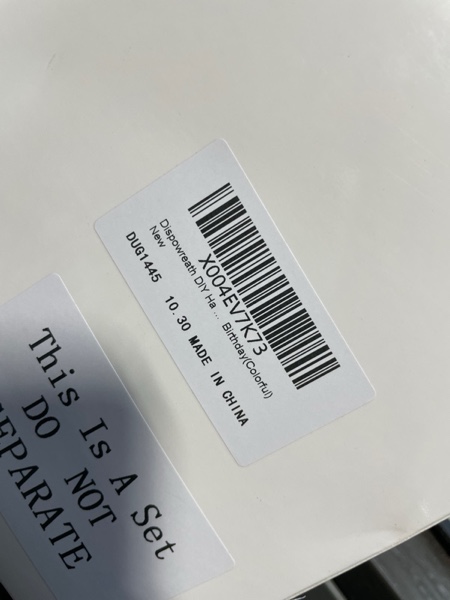 X004EV7K73
Dispowreath DIY Ha ... Birthday(Colorful)
New
DUG1445 10.30 MADE IN CHINA
This Is A Set
DO NOT
SEPARATE